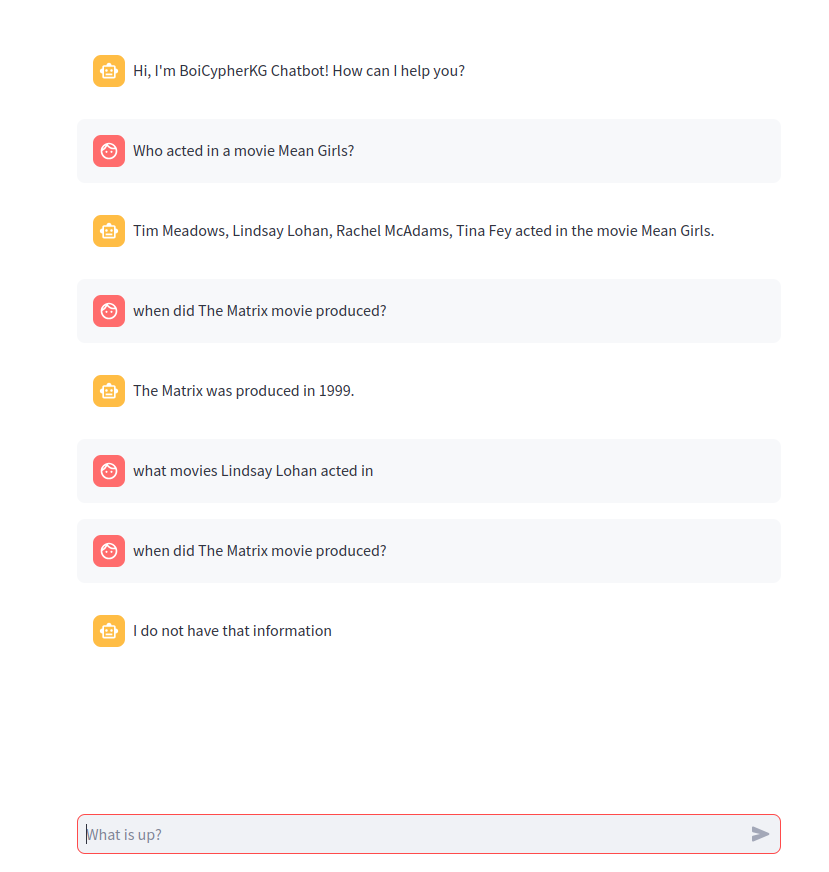 Hi, I'm BoiCypherKG Chatbot! How can I help you?
Who acted in a movie Mean Girls?
Tim Meadows, Lindsay Lohan, Rachel McAdams, Tina Fey acted in the movie Mean Girls.
when did The Matrix movie produced?
The Matrix was produced in 1999.
what movies Lindsay Lohan acted in
when did The Matrix movie produced?
I do not have that information
What is up?